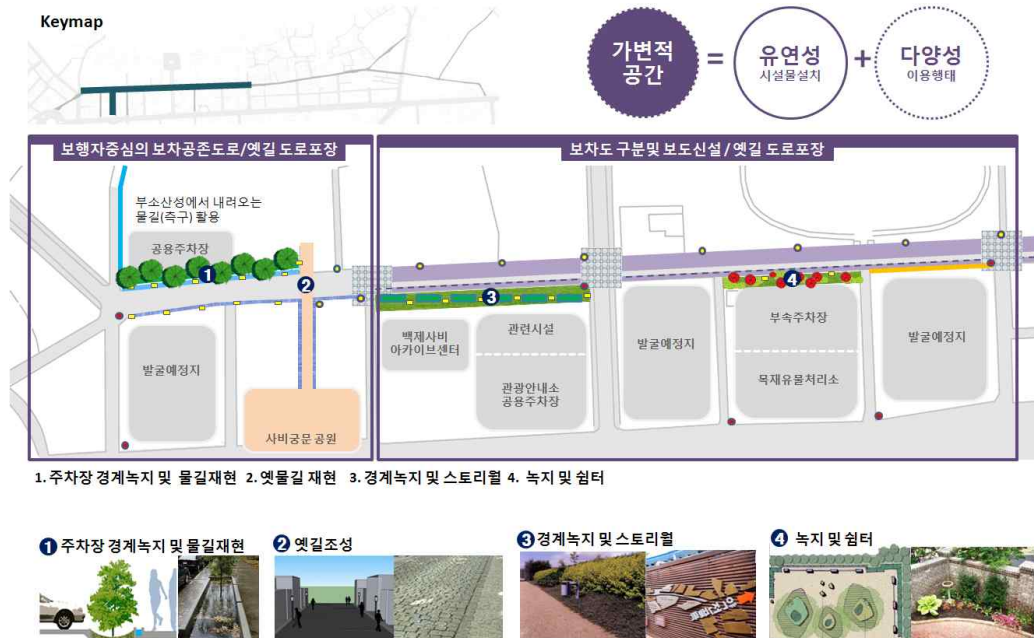 Keymap
가변적
공간
=
유연성
시설물설치
+
다양성
이용행태
보행자중심의 보차공존도로/옛길 도로포장
보차도 구분및 보도신설 / 옛길 도로포장
부소산성에서 내려오는
물길(측구) 활용
공용주차장
1
2
3
4
발굴예정지
사비궁문 공원
백제사비
아카이브센터
관련시설
관광안내소
공용주차장
발굴예정지
부속주차장
목재유물처리소
발굴예정지
1. 주차장 경계녹지 및 물길재현 2. 옛물길 재현 3. 경계녹지 및 스토리월 4. 녹지 및 쉼터
1 주차장 경계녹지 및 물길재현
2 옛길조성
3 경계녹지 및 스토리월
4 녹지 및 쉼터